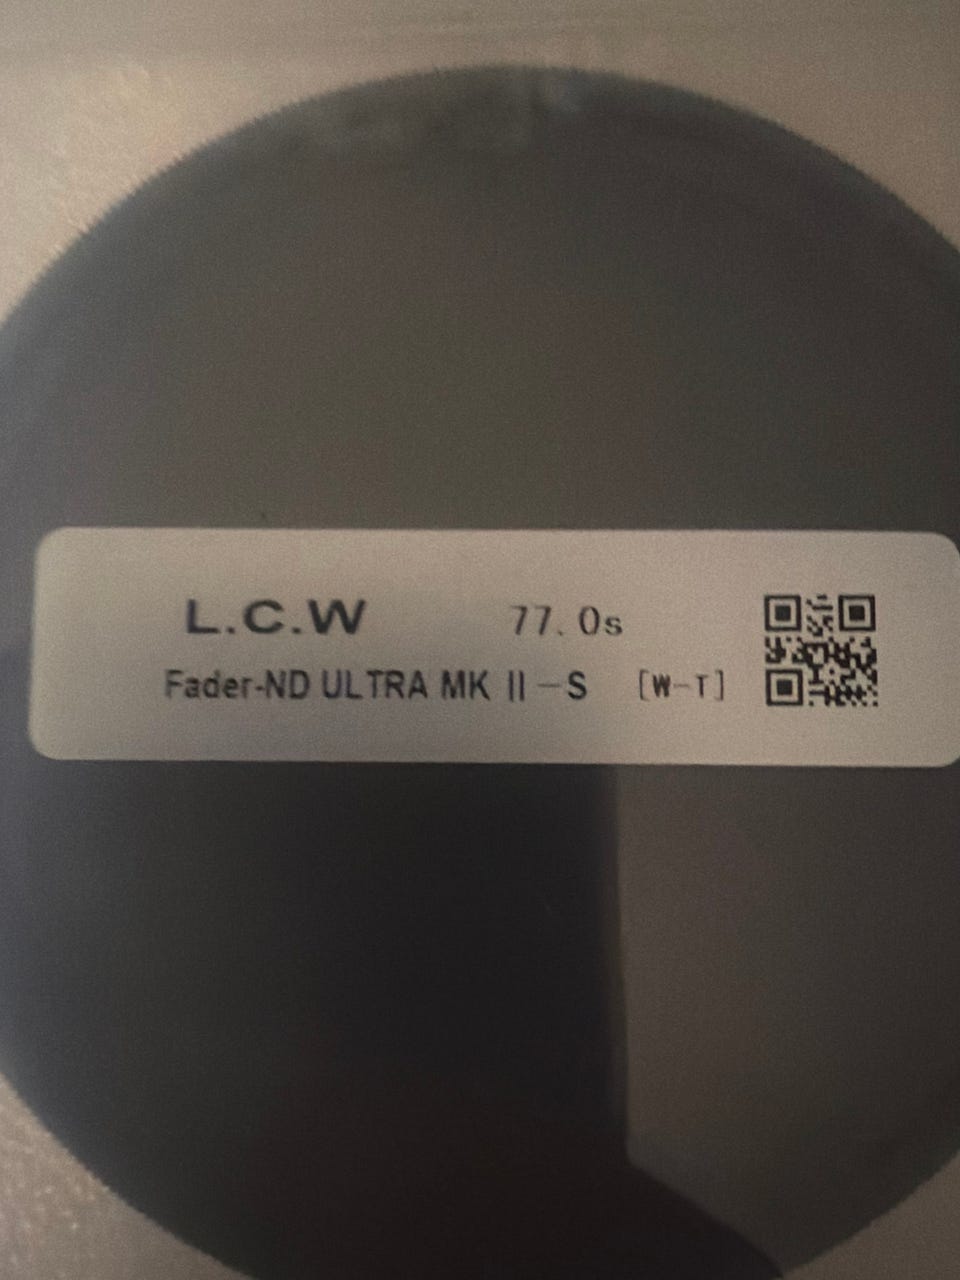 L.C.W 77.0s
Fader-ND ULTRA MK II-S [W-T]